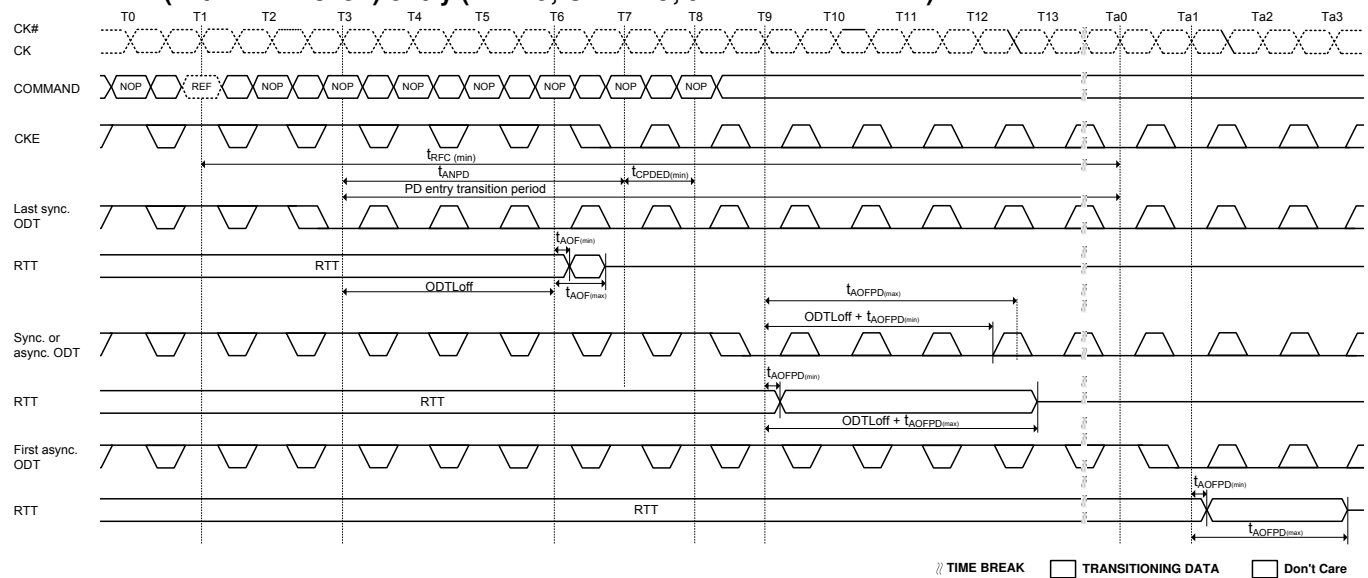 T0 T1 T2 T3 T4 T5 T6 T7 T8 T9 T10 T11 T12 T13 Ta0 Ta1 Ta2 Ta3
CK#
CK
COMMAND NOP REF NOP NOP NOP NOP NOP NOP NOP
CKE
tRFC (min)
tANPD tCPDED(min)
PD entry transition period
Last sync.
ODT
tAOF(min)
RTT RTT
ODTLoff tAOF(max)
tAOFPD(max)
ODTLoff + tAOFPD(min)
Sync. or
async. ODT
tAOFPD(min)
RTT RTT
ODTLoff + tAOFPD(max)
First async.
ODT
tAOFPD(min)
RTT RTT
tAOFPD(max)
TIME BREAK TRANSITIONING DATA Don't Care